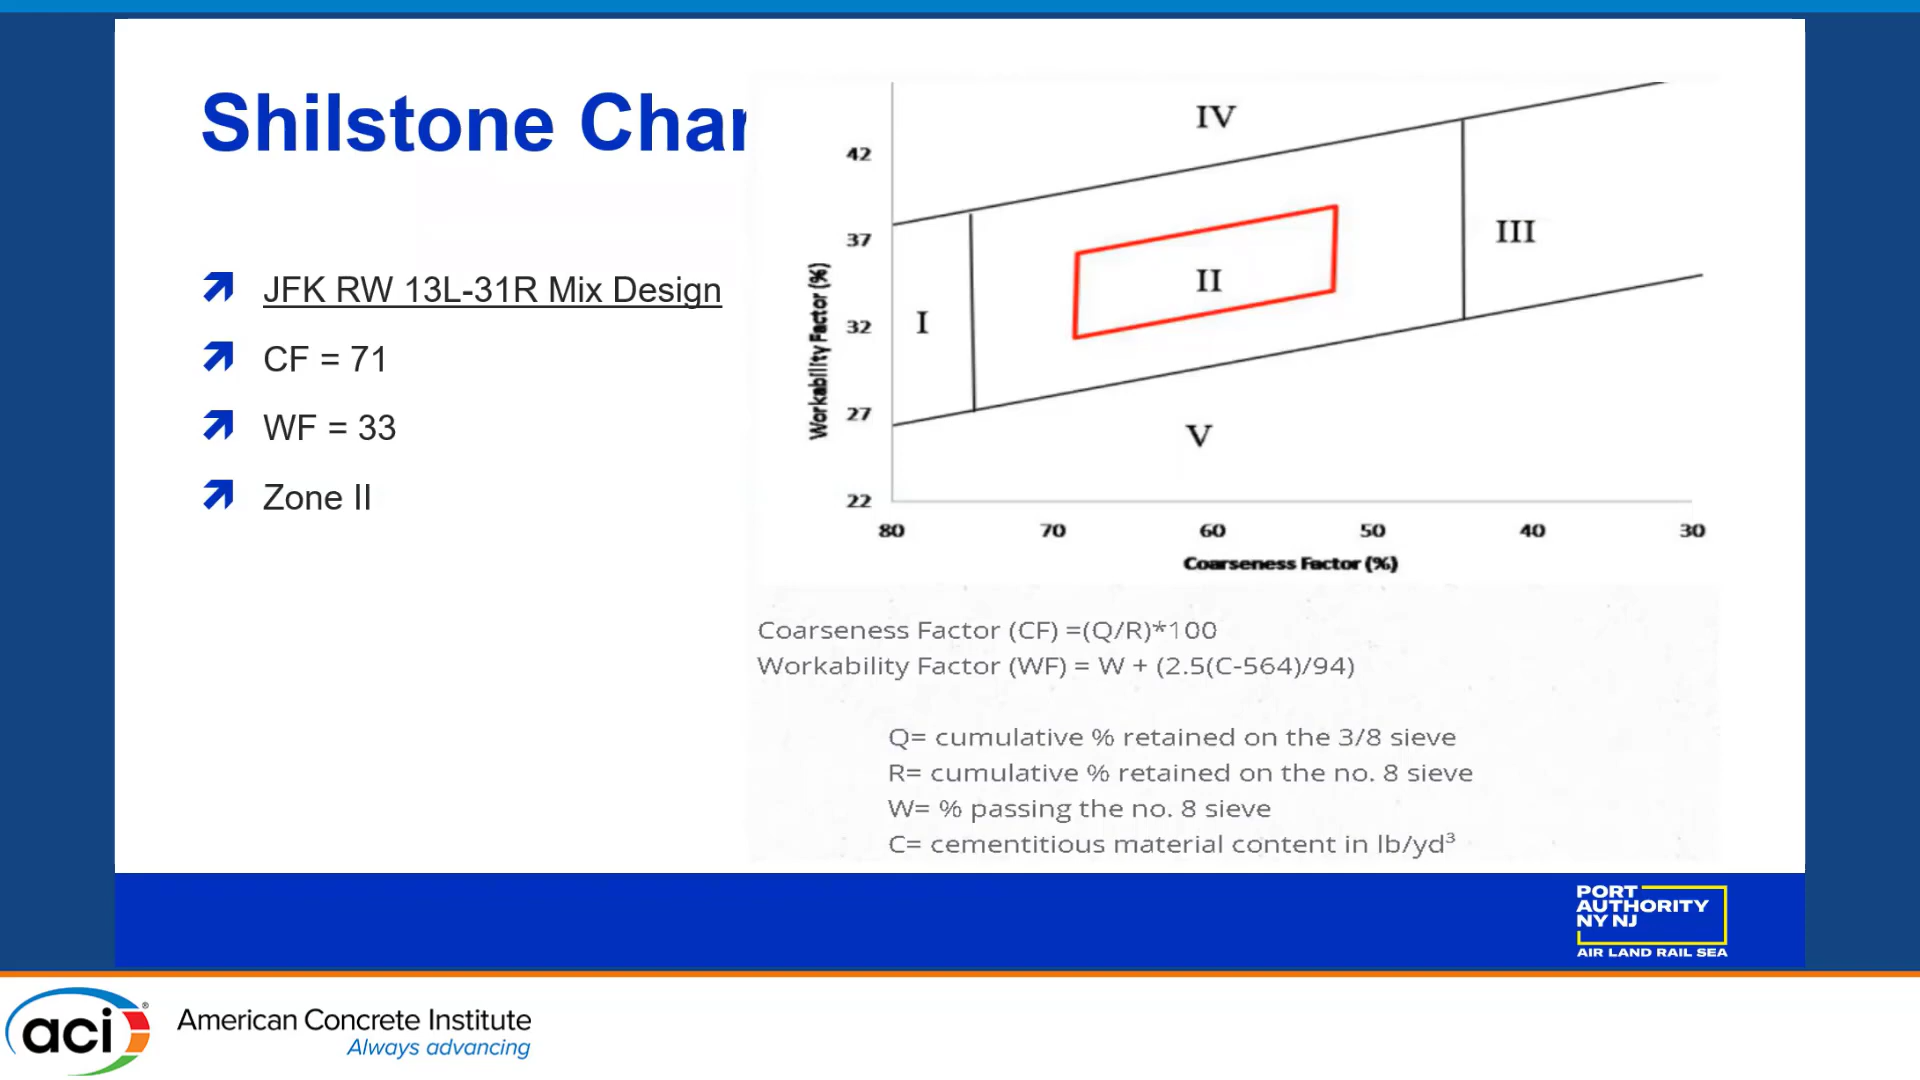 Shilstone Char
JFK RW 13L-31R Mix Design
CF = 71
WF = 33
Zone II
IV
III
II
I
V
42
37
32
27
22
Workability Factor (%)
80 70 60 50 40 30
Coarseness Factor (%)
Coarseness Factor (CF) =(Q/R)*100
Workability Factor (WF) = W + (2.5(C-564)/94)
Q= cumulative % retained on the 3/8 sieve
R= cumulative % retained on the no. 8 sieve
W= % passing the no. 8 sieve
C= cementitious material content in lb/yd³
PORT
AUTHORITY
NY NJ
AIR LAND RAIL SEA
aci®
American Concrete Institute
Always advancing